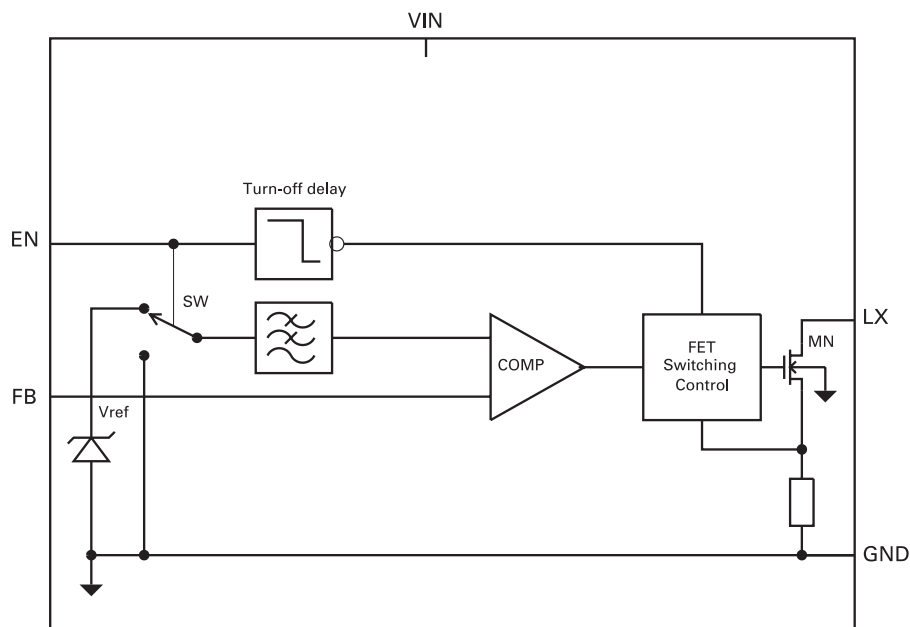 VIN
Turn-off delay
EN
SW
LX
MN
COMP
FET
Switching
Control
FB
Vref
GND